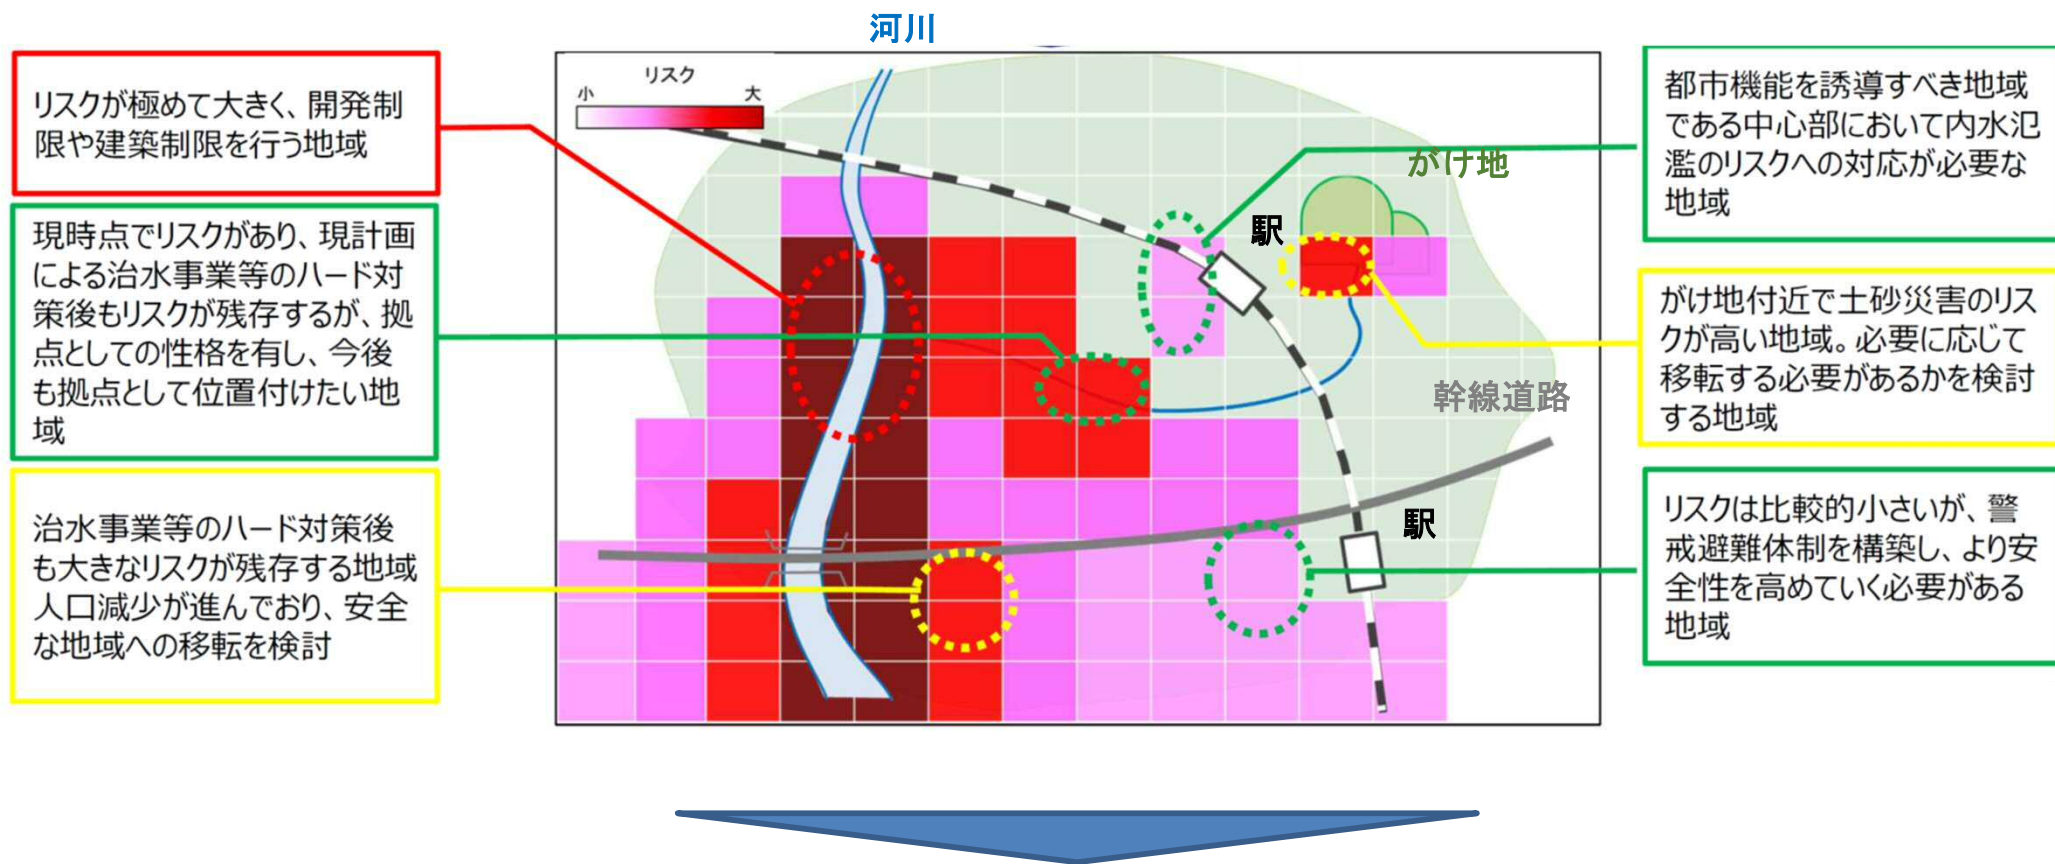 河川
リスクが極めて大きく、開発制
限や建築制限を行う地域
現時点でリスクがあり、現計画
による治水事業等のハード対
策後もリスクが残存するが、拠
点としての性格を有し、今後
も拠点として位置付けたい地
域
治水事業等のハード対策後
も大きなリスクが残存する地域
人口減少が進んでおり、安全
な地域への移転を検討
リスク
小 大
がけ地
駅
幹線道路
駅
都市機能を誘導すべき地域
である中心部において内水氾
濫のリスクへの対応が必要な
地域
がけ地付近で土砂災害のリス
クが高い地域。必要に応じて
移転する必要があるかを検討
する地域
リスクは比較的小さいが、警
戒避難体制を構築し、より安
全性を高めていく必要がある
地域